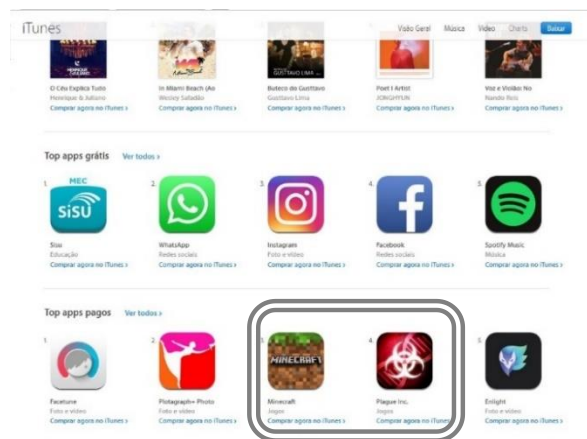 iTunes
Visão Geral Música Vídeo Charts Baixar
HENRIQUE
GUSTTAVO LIMA
O Céu Explica Tudo
Henrique & Juliano
Comprar agora no iTunes >
In Miami Beach (Ao
Wesley Safadão
Comprar agora no iTunes >
Buteco do Gusttavo
Gusttavo Lima
Comprar agora no iTunes >
Poet I Artist
JONGHYUN
Comprar agora no iTunes >
Voz e Violão: No
Nando Reis
Comprar agora no iTunes >
Top apps grátis Ver todos >
1.
MEC
SiSU
Sisu
Educação
Comprar agora no iTunes >
2.
WhatsApp
Redes sociais
Comprar agora no iTunes >
3.
Instagram
Foto e vídeo
Comprar agora no iTunes >
4.
f
Facebook
Redes sociais
Comprar agora no iTunes >
5.
Spotify Music
Música
Comprar agora no iTunes >
Top apps pagos Ver todos >
1.
Facetune
Foto e vídeo
Comprar agora no iTunes >
2.
Plotagraph+ Photo
Foto e vídeo
Comprar agora no iTunes >
3.
MINECRAFT
Minecraft
Jogos
Comprar agora no iTunes >
4.
Plague Inc.
Jogos
Comprar agora no iTunes >
5.
Enlight
Foto e vídeo
Comprar agora no iTunes >